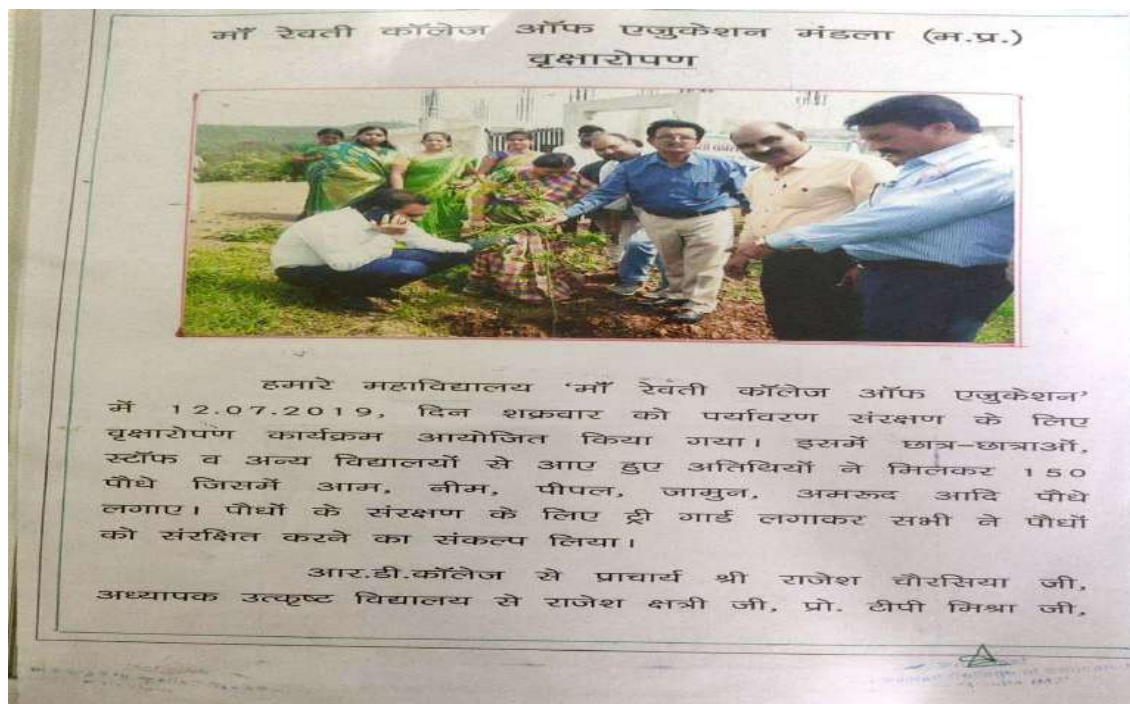 माँ रेवती कॉलेज ऑफ एजुकेशन मंडला (म.प्र.)
वृक्षारोपण
हमारे महाविद्यालय ‘माँ रेवती कॉलेज ऑफ एजुकेशन’
में 12.07.2019, दिन शक्रवार को पर्यावरण संरक्षण के लिए
वृक्षारोपण कार्यक्रम आयोजित किया गया। इसमें छात्र–छात्राओं,
स्टॉफ व अन्य विद्यालयों से आए हुए अतिथियों ने मिलकर 150
पौधे जिसमें आम, नीम, पीपल, जामुन, अमरूद आदि पौधे
लगाए। पौधों के संरक्षण के लिए ट्री गार्ड लगाकर सभी ने पौधों
को संरक्षित करने का संकल्प लिया।
आर.डी.कॉलेज से प्राचार्य श्री राजेश चौरसिया जी,
अध्यापक उत्कृष्ट विद्यालय से राजेश क्षत्री जी, प्रो. टीपी मिश्रा जी,